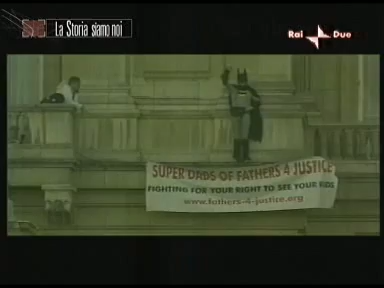 La Storia siamo noi
Rai Due
SUPER DADS OF FATHERS 4 JUSTICE
FIGHTING FOR YOUR RIGHT TO SEE YOUR KIDS
www.fathers-4-justice.org